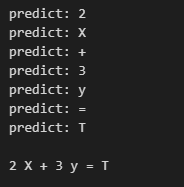 predict: 2
predict: X
predict: +
predict: 3
predict: y
predict: =
predict: T

2 X + 3 y = T